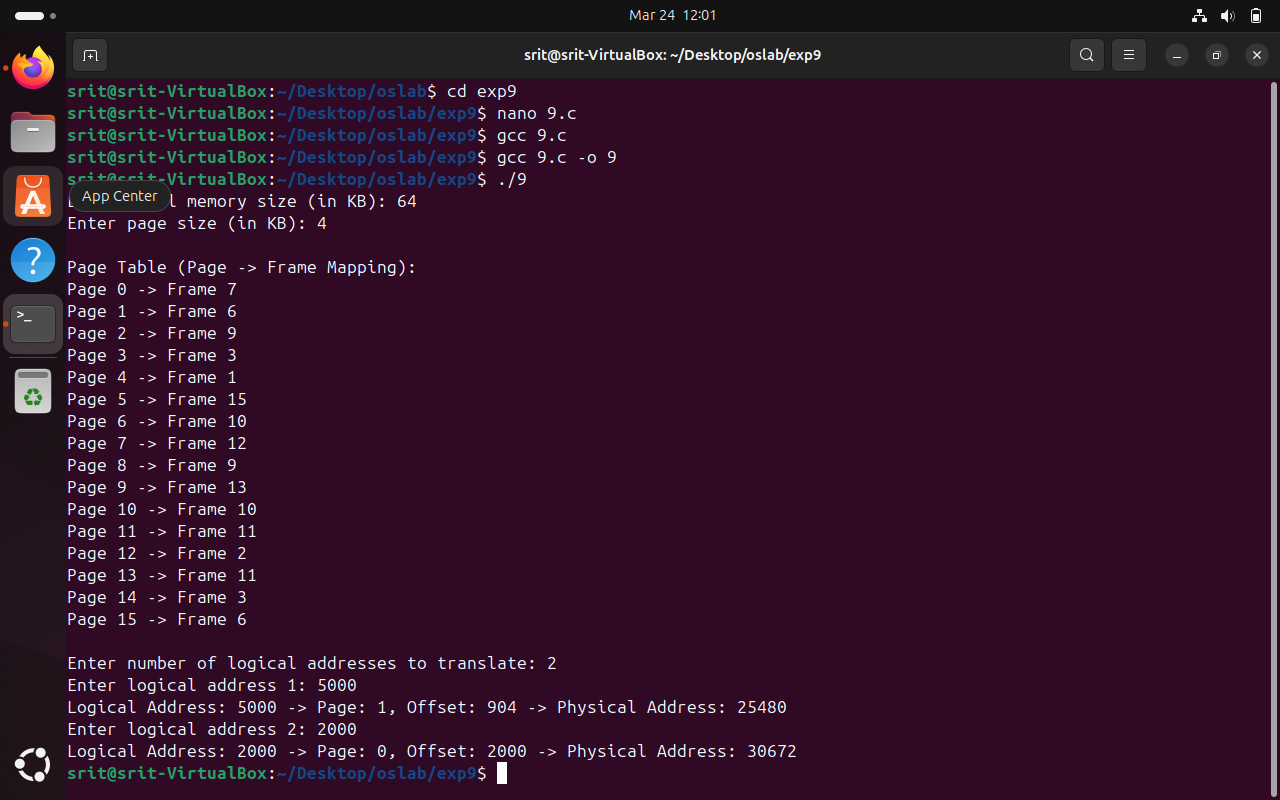 Mar 24 12:01
srit@srit-VirtualBox: ~/Desktop/oslab/exp9
srit@srit-VirtualBox:~/Desktop/oslab$ cd exp9
srit@srit-VirtualBox:~/Desktop/oslab/exp9$ nano 9.c
srit@srit-VirtualBox:~/Desktop/oslab/exp9$ gcc 9.c
srit@srit-VirtualBox:~/Desktop/oslab/exp9$ gcc 9.c -o 9
srit@srit-VirtualBox:~/Desktop/oslab/exp9$ ./9
App Center
memory size (in KB): 64
Enter page size (in KB): 4
Page Table (Page -> Frame Mapping):
Page 0 -> Frame 7
Page 1 -> Frame 6
Page 2 -> Frame 9
Page 3 -> Frame 3
Page 4 -> Frame 1
Page 5 -> Frame 15
Page 6 -> Frame 10
Page 7 -> Frame 12
Page 8 -> Frame 9
Page 9 -> Frame 13
Page 10 -> Frame 10
Page 11 -> Frame 11
Page 12 -> Frame 2
Page 13 -> Frame 11
Page 14 -> Frame 3
Page 15 -> Frame 6
Enter number of logical addresses to translate: 2
Enter logical address 1: 5000
Logical Address: 5000 -> Page: 1, Offset: 904 -> Physical Address: 25480
Enter logical address 2: 2000
Logical Address: 2000 -> Page: 0, Offset: 2000 -> Physical Address: 30672
srit@srit-VirtualBox:~/Desktop/oslab/exp9$